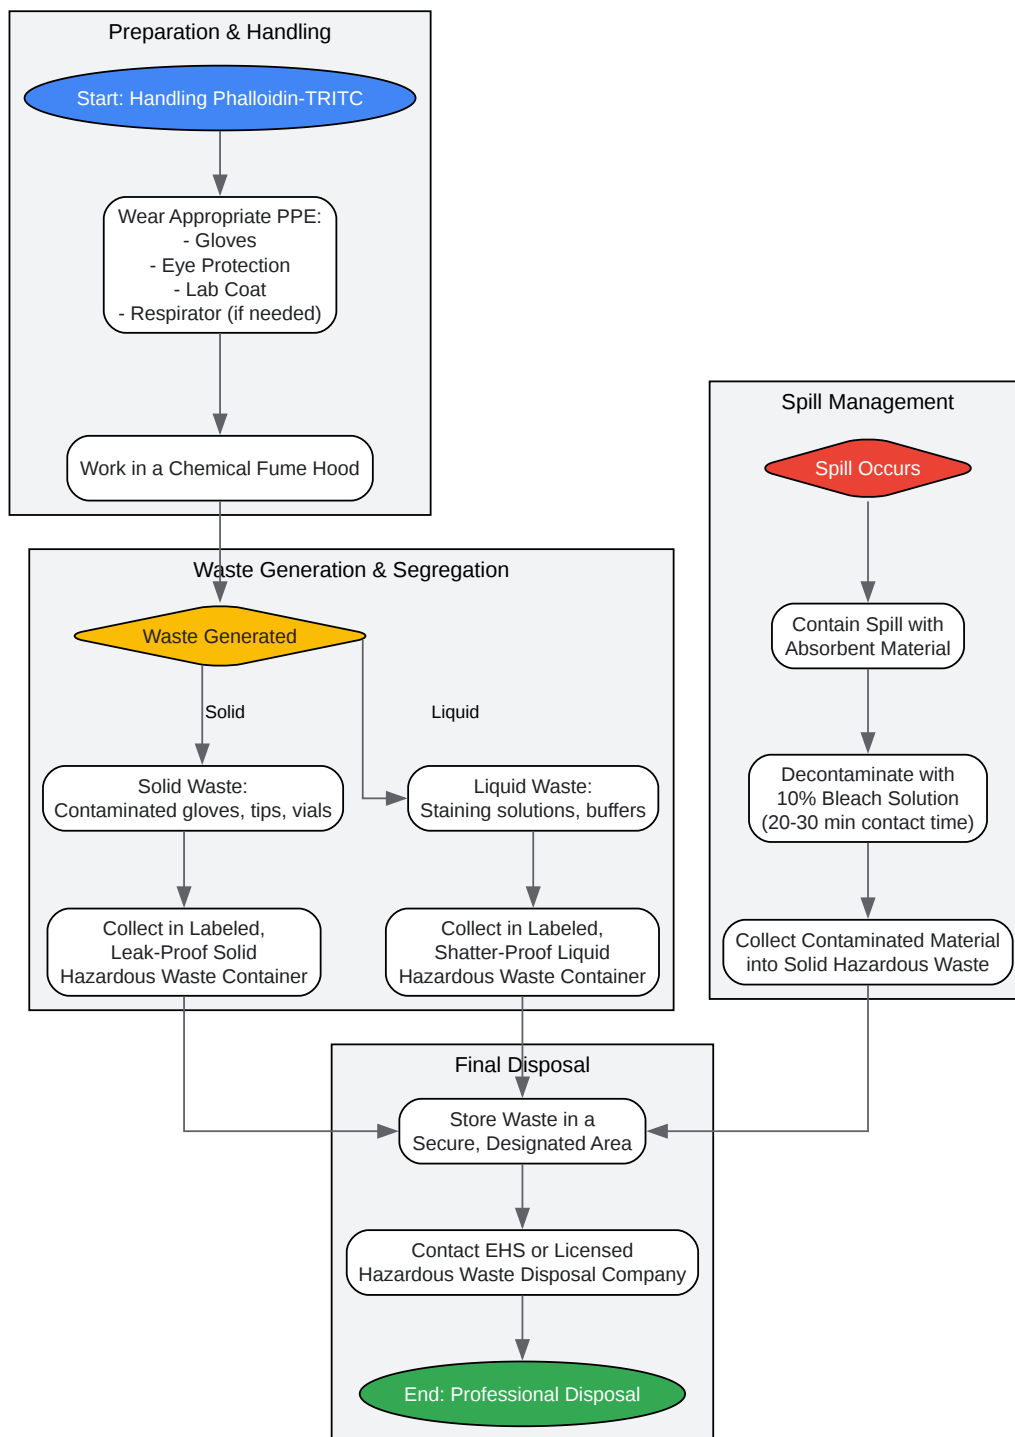 Preparation & Handling
Start: Handling Phalloidin-TRITC
Wear Appropriate PPE:
- Gloves
- Eye Protection
- Lab Coat
- Respirator (if needed)
Work in a Chemical Fume Hood
Waste Generation & Segregation
Waste Generated
Solid
Liquid
Solid Waste:
Contaminated gloves, tips, vials
Liquid Waste:
Staining solutions, buffers
Collect in Labeled,
Leak-Proof Solid
Hazardous Waste Container
Collect in Labeled,
Shatter-Proof Liquid
Hazardous Waste Container
Spill Management
Spill Occurs
Contain Spill with
Absorbent Material
Decontaminate with
10% Bleach Solution
(20-30 min contact time)
Collect Contaminated Material
into Solid Hazardous Waste
Final Disposal
Store Waste in a
Secure, Designated Area
Contact EHS or Licensed
Hazardous Waste Disposal Company
End: Professional Disposal